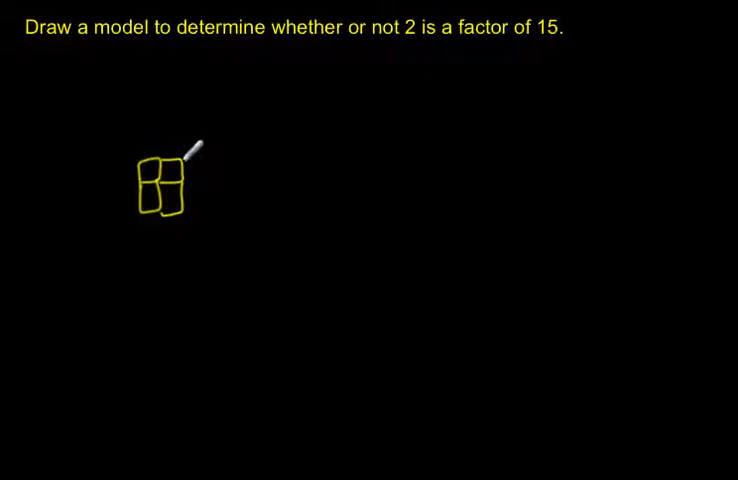 Draw a model to determine whether or not 2 is a factor of 15.